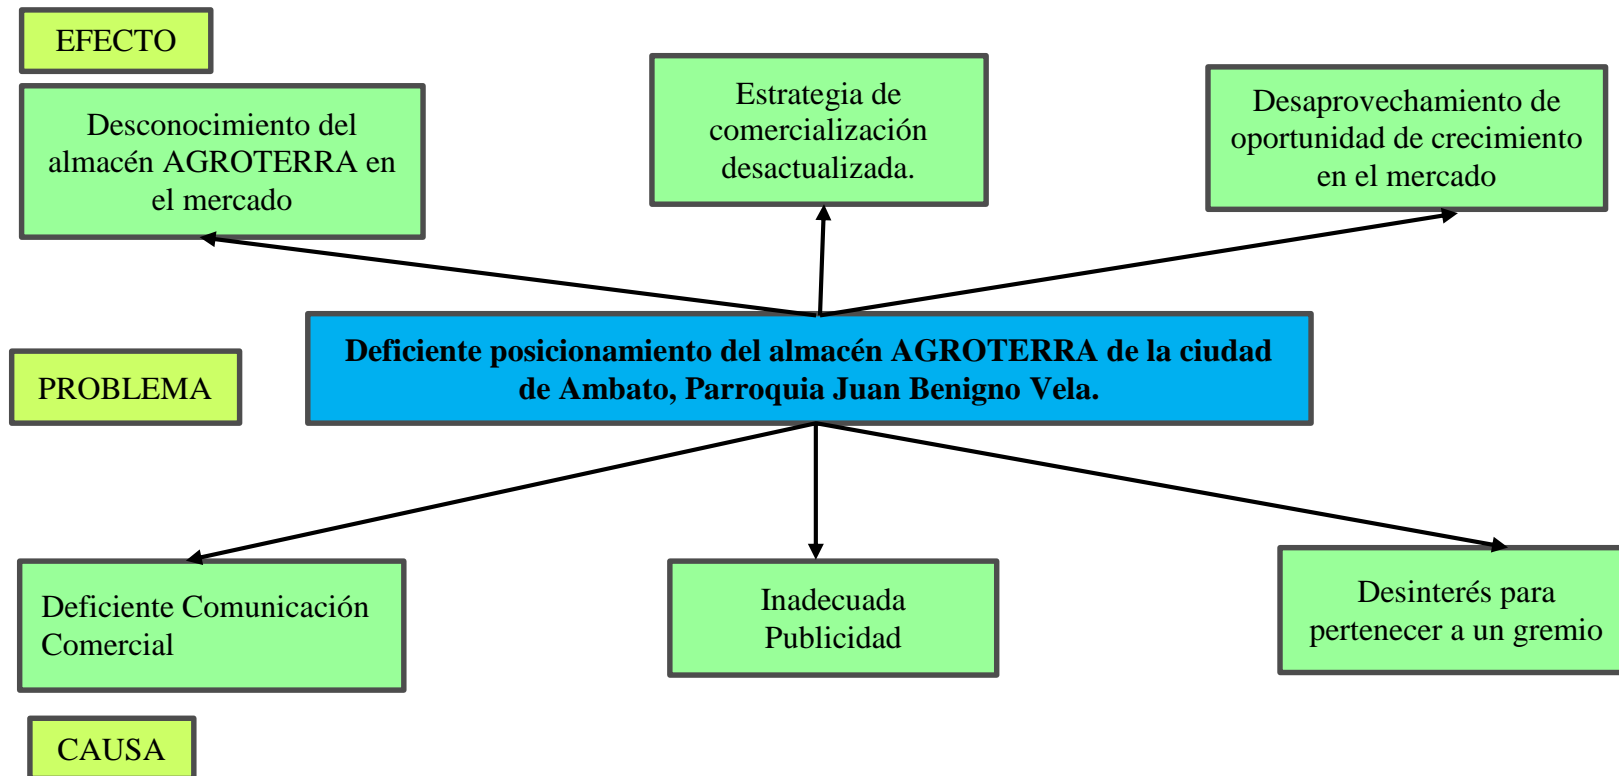 EFECTO
Desconocimiento del
almacén AGROTERRA en
el mercado
Estrategia de
comercialización
desactualizada.
Desaprovechamiento de
oportunidad de crecimiento
en el mercado
PROBLEMA
Deficiente posicionamiento del almacén AGROTERRA de la ciudad
de Ambato, Parroquia Juan Benigno Vela.
Deficiente Comunicación
Comercial
Inadecuada
Publicidad
Desinterés para
pertenecer a un gremio
CAUSA